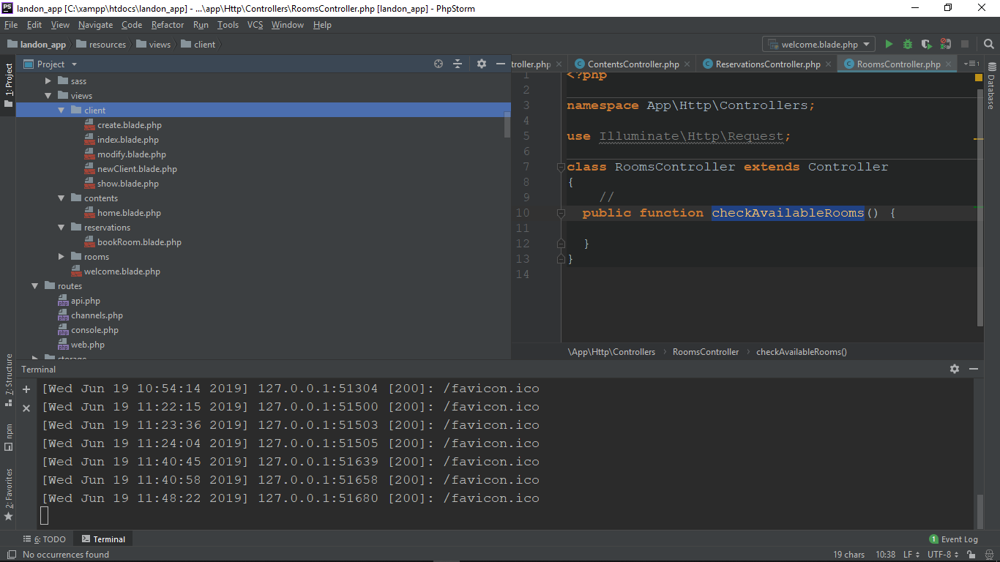 landon_app [C:\xampp\htdocs\landon_app] - ...\app\Http\Controllers\RoomsController.php [landon_app] - PhpStorm
File Edit View Navigate Code Refactor Run Tools VCS Window Help
landon_app resources views client welcome.blade.php
1: Project
Project
sass
views
client
create.blade.php
index.blade.php
modify.blade.php
newClient.blade.php
show.blade.php
contents
home.blade.php
reservations
bookRoom.blade.php
rooms
welcome.blade.php
routes
api.php
channels.php
console.php
web.php
storage
troller.php ContentsController.php ReservationsController.php RoomsController.php
1 <?php
2
3 namespace App\Http\Controllers;
4
5 use Illuminate\Http\Request;
6
7 class RoomsController extends Controller
8 {
9 //
10 public function checkAvailableRooms() {
11
12 }
13 }
14
\App\Http\Controllers RoomsController checkAvailableRooms()
Database
7: Structure
npm
2: Favorites
Terminal
[Wed Jun 19 10:54:14 2019] 127.0.0.1:51304 [200]: /favicon.ico
[Wed Jun 19 11:22:15 2019] 127.0.0.1:51500 [200]: /favicon.ico
[Wed Jun 19 11:23:36 2019] 127.0.0.1:51503 [200]: /favicon.ico
[Wed Jun 19 11:24:04 2019] 127.0.0.1:51505 [200]: /favicon.ico
[Wed Jun 19 11:40:45 2019] 127.0.0.1:51639 [200]: /favicon.ico
[Wed Jun 19 11:40:58 2019] 127.0.0.1:51658 [200]: /favicon.ico
[Wed Jun 19 11:48:22 2019] 127.0.0.1:51680 [200]: /favicon.ico
6: TODO Terminal 1 Event Log
No occurrences found 19 chars 10:38 LF UTF-8